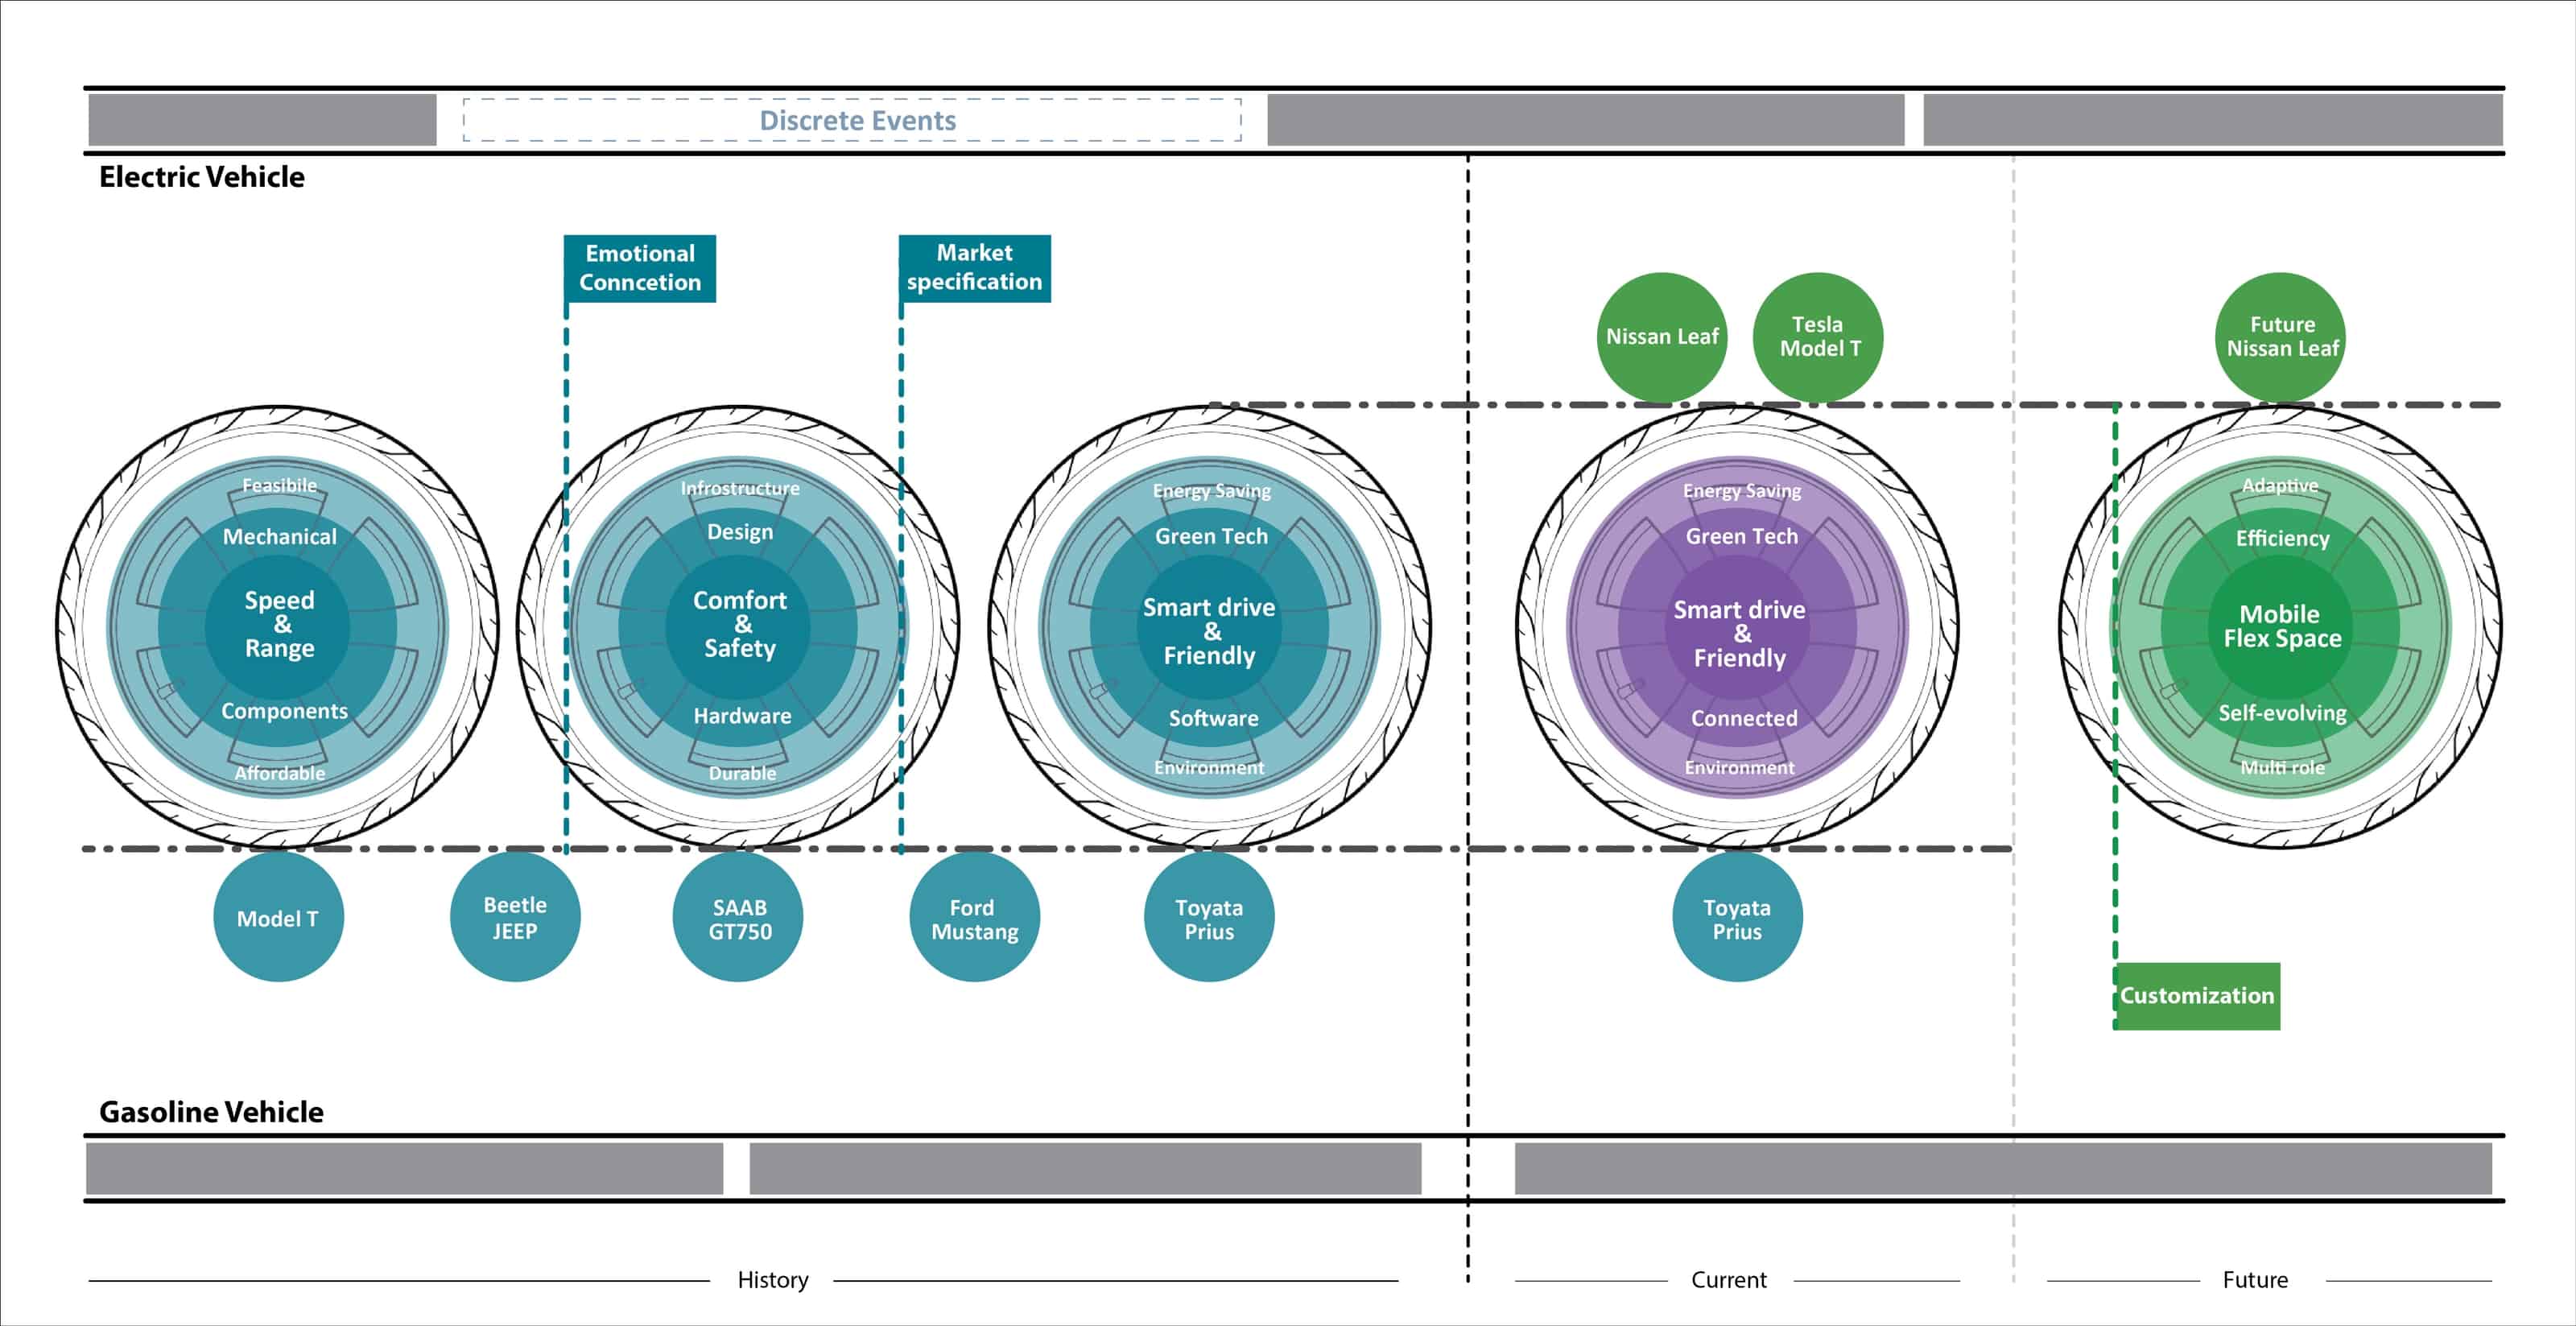 Discrete Events
Electric Vehicle
Emotional
Conncetion
Market
specification
Nissan Leaf
Tesla
Model T
Future
Nissan Leaf
Feasibile
Mechanical
Speed
&
Range
Components
Affordable
Infrostructure
Design
Comfort
&
Safety
Hardware
Durable
Energy Saving
Green Tech
Smart drive
&
Friendly
Software
Environment
Energy Saving
Green Tech
Smart drive
&
Friendly
Connected
Environment
Adaptive
Efficiency
Mobile
Flex Space
Self-evolving
Multi role
Model T
Beetle
JEEP
SAAB
GT750
Ford
Mustang
Toyata
Prius
Toyata
Prius
Customization
Gasoline Vehicle
History
Current
Future